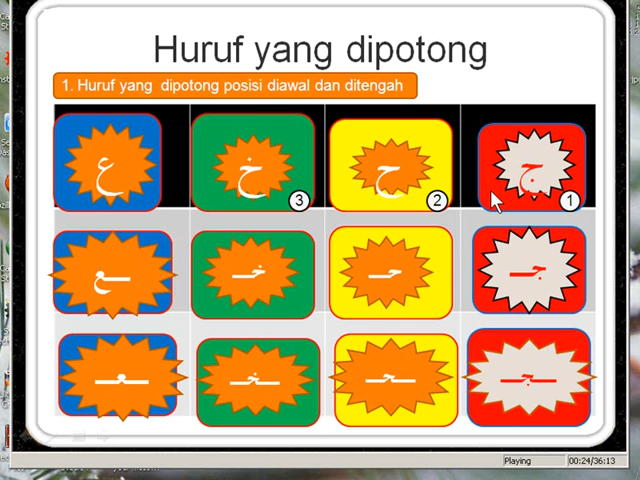 Huruf yang dipotong
1. Huruf yang dipotong posisi diawal dan ditengah
ج ح خ ع
1 2 3
جـ حـ خـ ـع
ـجـ ـحـ ـخـ ـعـ
Playing 00:24/36:13